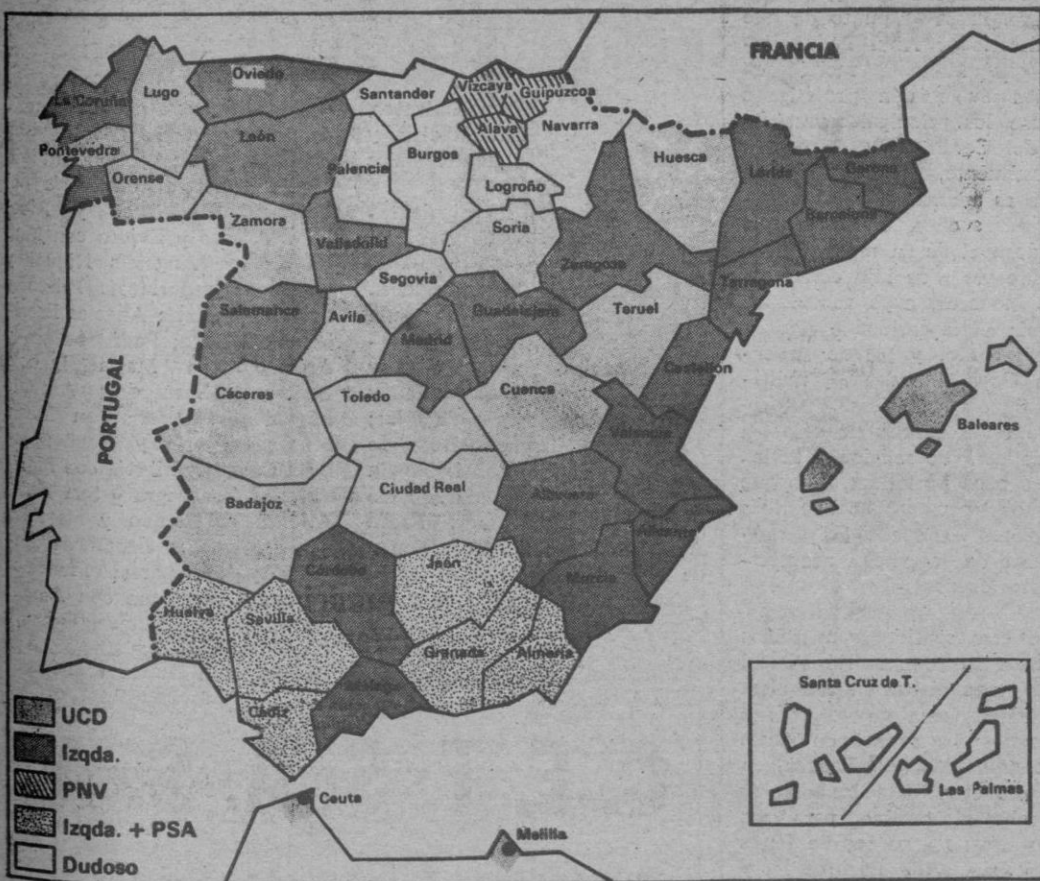 FRANCIA
Oviedo
Lugo
La Coruña
Santander
Vizcaya
Guipuzcoa
Alava
Navarra
Pontevedra
León
Palencia
Burgos
Huesca
Lérida
Gerona
Orense
Logroño
Barcelona
Zamora
Valladolid
Soria
Zaragoza
Segovia
Tarragona
Salamanca
Avila
Madrid
Guadalajara
Teruel
Castellón
PORTUGAL
Cáceres
Toledo
Cuenca
Valencia
Baleares
Badajoz
Ciudad Real
Albacete
Alicante
Córdoba
Jaén
Murcia
Huelva
Sevilla
Granada
Almería
Málaga
Cádiz
Santa Cruz de T.
Las Palmas
UCD
Izqda.
PNV
Izqda. + PSA
Dudoso
Ceuta
Melilla